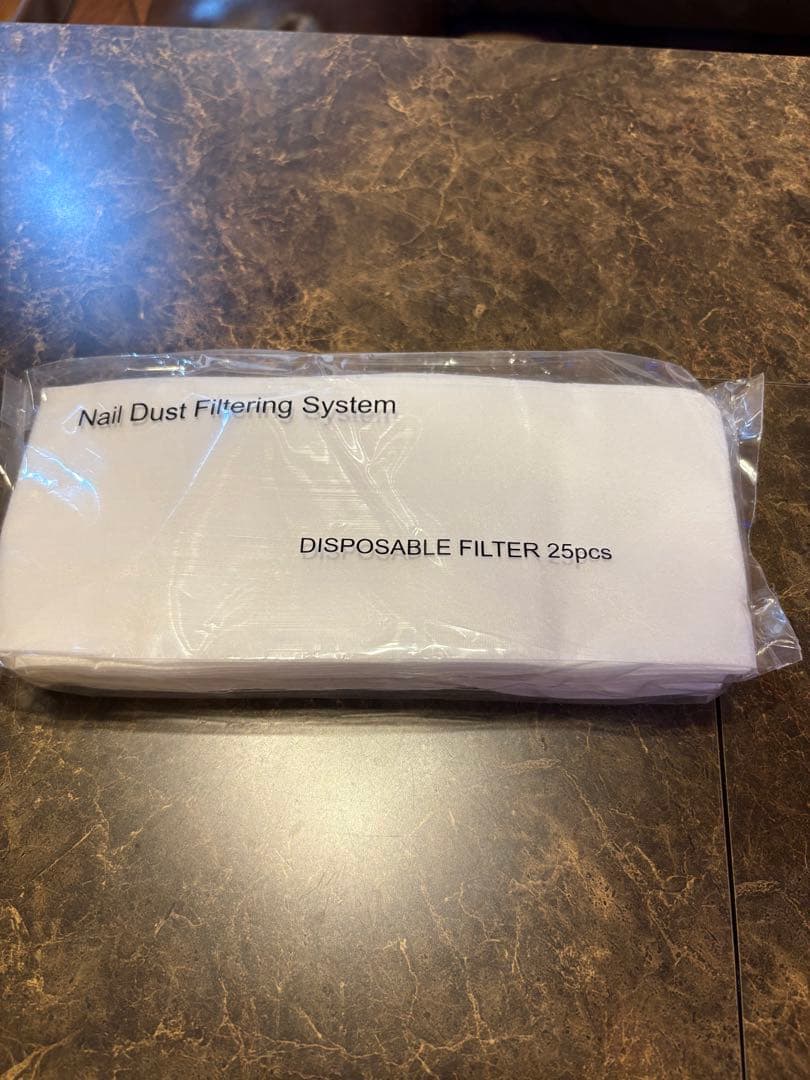 Nail Dust Filtering System
DISPOSABLE FILTER 25pcs